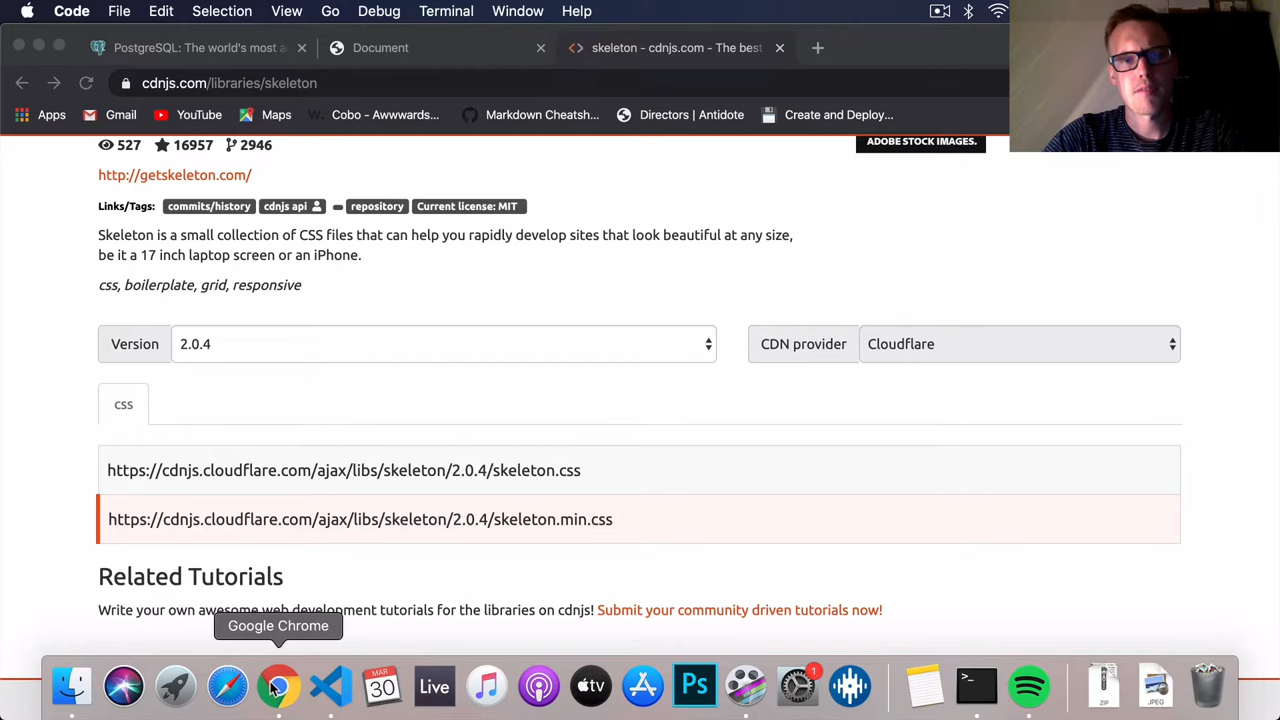 Code File Edit Selection View Go Debug Terminal Window Help
PostgreSQL: The world's most a
Document
skeleton - cdnjs.com - The best
cdnjs.com/libraries/skeleton
Apps Gmail YouTube Maps Cobo - Awwwards... Markdown Cheatsh... Directors | Antidote Create and Deploy...
527 16957 2946
ADOBE STOCK IMAGES.
http://getskeleton.com/
Links/Tags: commits/history cdnjs api repository Current license: MIT
Skeleton is a small collection of CSS files that can help you rapidly develop sites that look beautiful at any size,
be it a 17 inch laptop screen or an iPhone.
css, boilerplate, grid, responsive
Version 2.0.4 CDN provider Cloudflare
CSS
https://cdnjs.cloudflare.com/ajax/libs/skeleton/2.0.4/skeleton.css
https://cdnjs.cloudflare.com/ajax/libs/skeleton/2.0.4/skeleton.min.css
Related Tutorials
Write your own awesome web development tutorials for the libraries on cdnjs! Submit your community driven tutorials now!
Google Chrome
MAR
30
Live
tv
Ps
1
>_
ZIP
JPEG